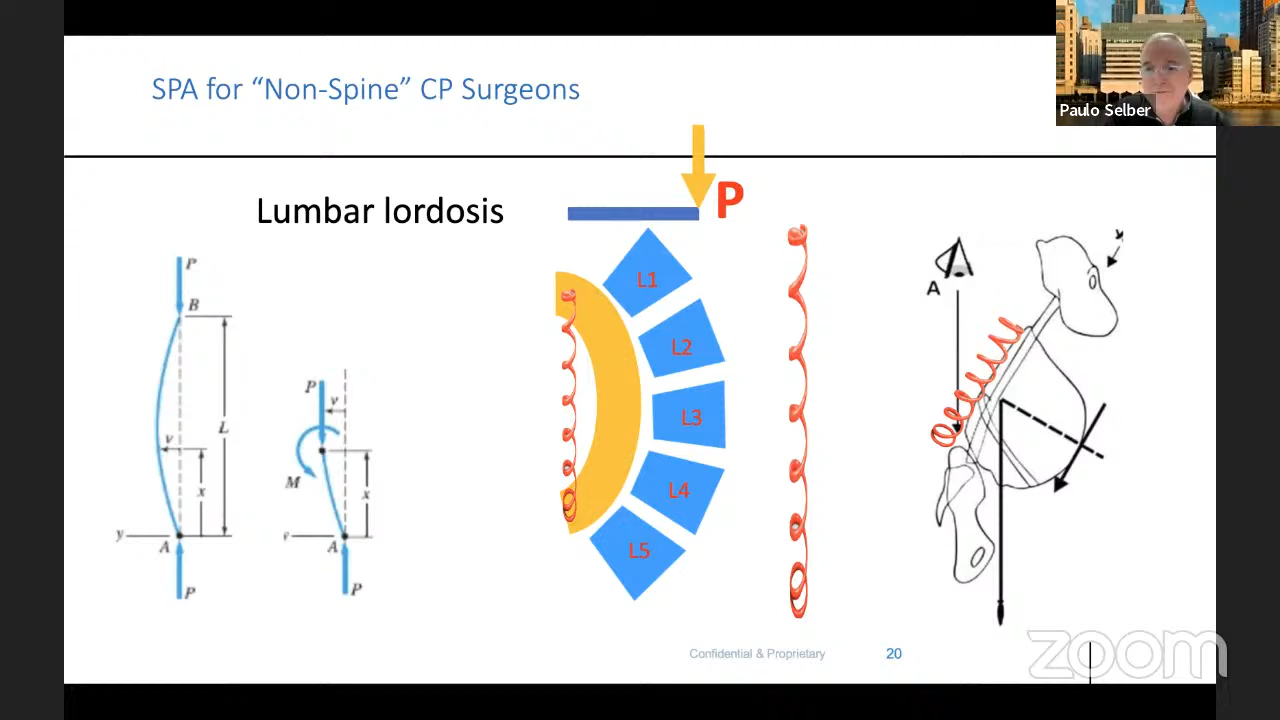 SPA for “Non-Spine” CP Surgeons
Paulo Selber
Lumbar lordosis
P
B
L
v
x
y
A
P
P
v
M
x
A
P
P
L1
L2
L3
L4
L5
A
Confidential & Proprietary
20
zoom